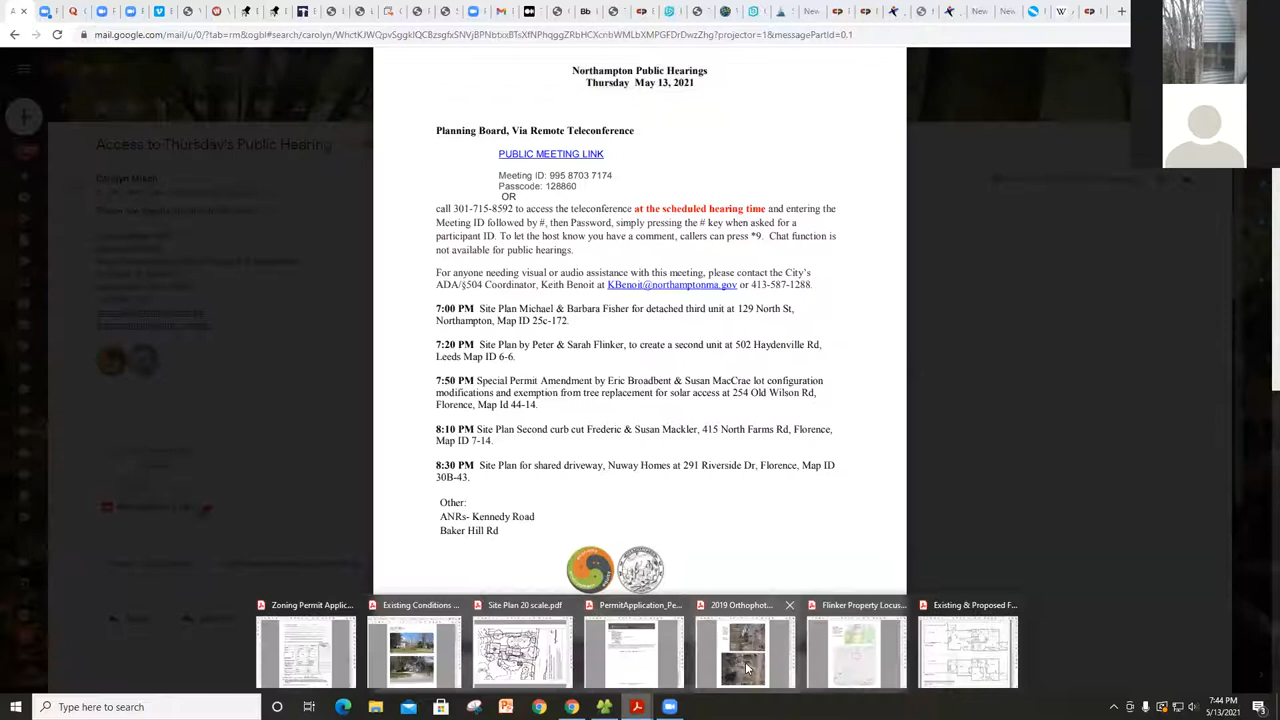 New
New
W
mail.google.com/mail/u/0/?tab=rm&ogbl#search/carolyn/
Northampton Public Hearings
Thursday May 13, 2021
Access to Thursday's Public Hearing
Planning Board, Via Remote Teleconference
PUBLIC MEETING LINK
Meeting ID: 995 8703 7174
Passcode: 128860
OR
call 301-715-8592 to access the teleconference at the scheduled hearing time and entering the
Meeting ID followed by #, then Password, simply pressing the # key when asked for a
participant ID. To let the host know you have a comment, callers can press *9. Chat function is
not available for public hearings.
For anyone needing visual or audio assistance with this meeting, please contact the City's
ADA/§504 Coordinator, Keith Benoit at KBenoit@northamptonma.gov or 413-587-1288.
7:00 PM Site Plan Michael & Barbara Fisher for detached third unit at 129 North St,
Northampton, Map ID 25c-172.
7:20 PM Site Plan by Peter & Sarah Flinker, to create a second unit at 502 Haydenville Rd,
Leeds Map ID 6-6.
7:50 PM Special Permit Amendment by Eric Broadbent & Susan MacCrae lot configuration
modifications and exemption from tree replacement for solar access at 254 Old Wilson Rd,
Florence, Map Id 44-14.
8:10 PM Site Plan Second curb cut Frederic & Susan Mackler, 415 North Farms Rd, Florence,
Map ID 7-14.
8:30 PM Site Plan for shared driveway, Nuway Homes at 291 Riverside Dr, Florence, Map ID
30B-43.
Other:
ANRs- Kennedy Road
Baker Hill Rd
Zoning Permit Applic...
Existing Conditions ...
Site Plan 20 scale.pdf
PermitApplication_Pe...
2019 Orthophot...
Flinker Property Locus...
Existing & Proposed F...
Type here to search
7:44 PM
5/13/2021